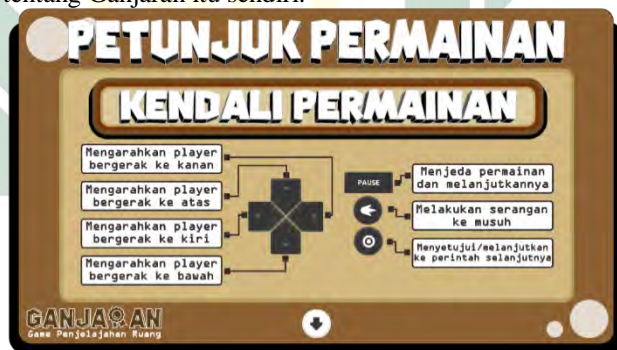 tentang Ganjaran itu sendiri.
PETUNJUK PERMAINAN
KENDALI PERMAINAN
Mengarahkan player
bergerak ke kanan
Mengarahkan player
bergerak ke atas
Mengarahkan player
bergerak ke kiri
Mengarahkan player
bergerak ke bawah
PAUSE
Menjeda permainan
dan melanjutkannya
Melakukan serangan
ke musuh
Menyetujui/melanjutkan
ke perintah selanjutnya
GANJARAN
Game Penjelajahan Ruang